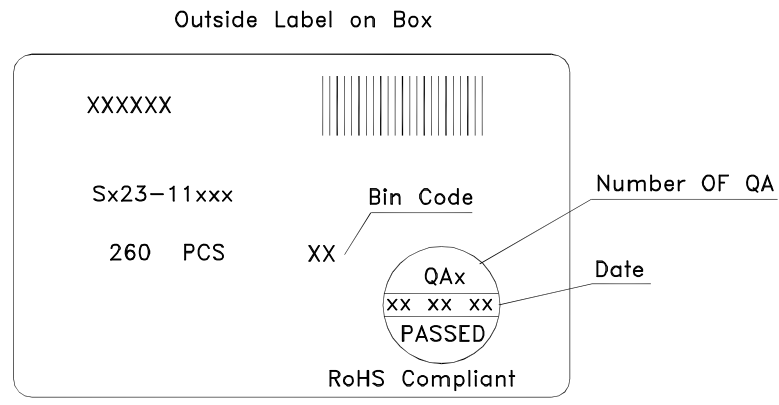 Outside Label on Box
XXXXXX
Sx23-11xxx
Bin Code
Number OF QA
260 PCS
XX
QAx
Date
xx xx xx
PASSED
RoHS Compliant